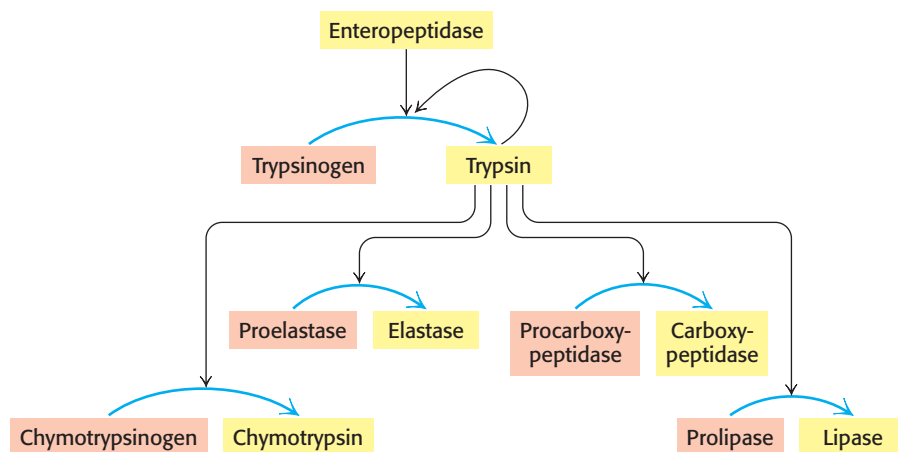 Enteropeptidase
Trypsinogen
Trypsin
Proelastase
Elastase
Procarboxy-
peptidase
Carboxy-
peptidase
Chymotrypsinogen
Chymotrypsin
Prolipase
Lipase